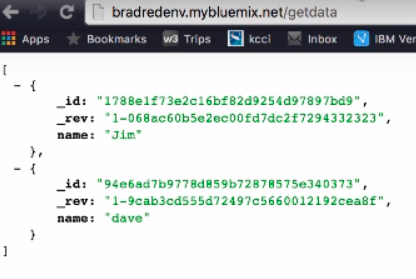 bradredenv.mybluemix.net/getdata
Apps Bookmarks w3 Trips kcci Inbox IBM Ver
[
- {
_id: "1788e1f73e2c16bf82d9254d97897bd9",
_rev: "1-068ac60b5e2ec00fd7dc2f7294332323",
name: "Jim"
},
- {
_id: "94e6ad7b9778d859b72878575e340373",
_rev: "1-9cab3cd555d72497c5660012192cea8f",
name: "dave"
}
]